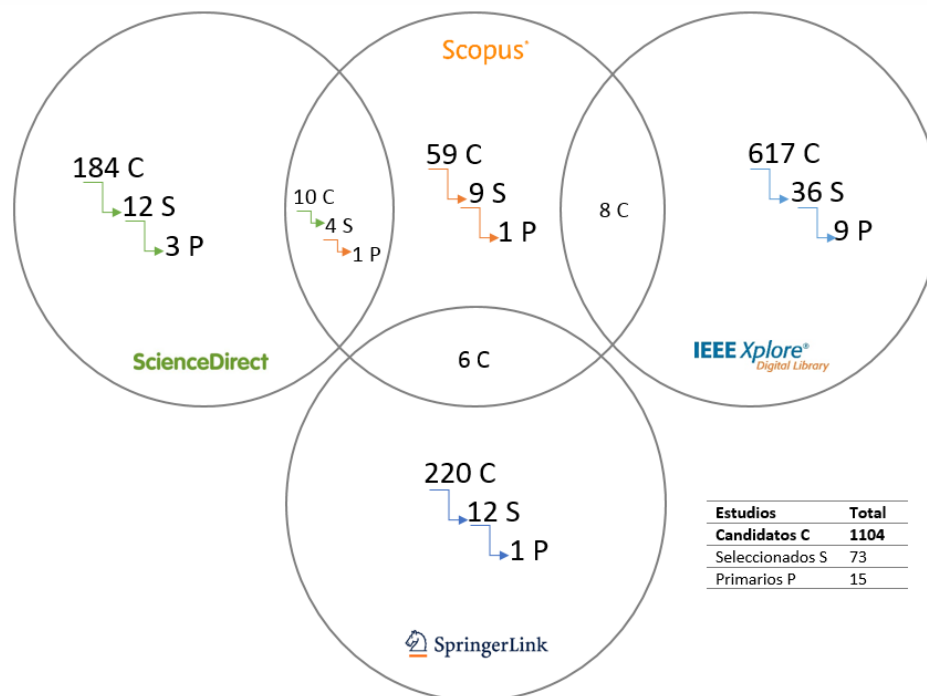 Scopus®
184 C
12 S
3 P
10 C
4 S
1 P
59 C
9 S
1 P
8 C
617 C
36 S
9 P
ScienceDirect
6 C
IEEE Xplore®
Digital Library
220 C
12 S
1 P
SpringerLink
Estudios Total
Candidatos C 1104
Seleccionados S 73
Primarios P 15